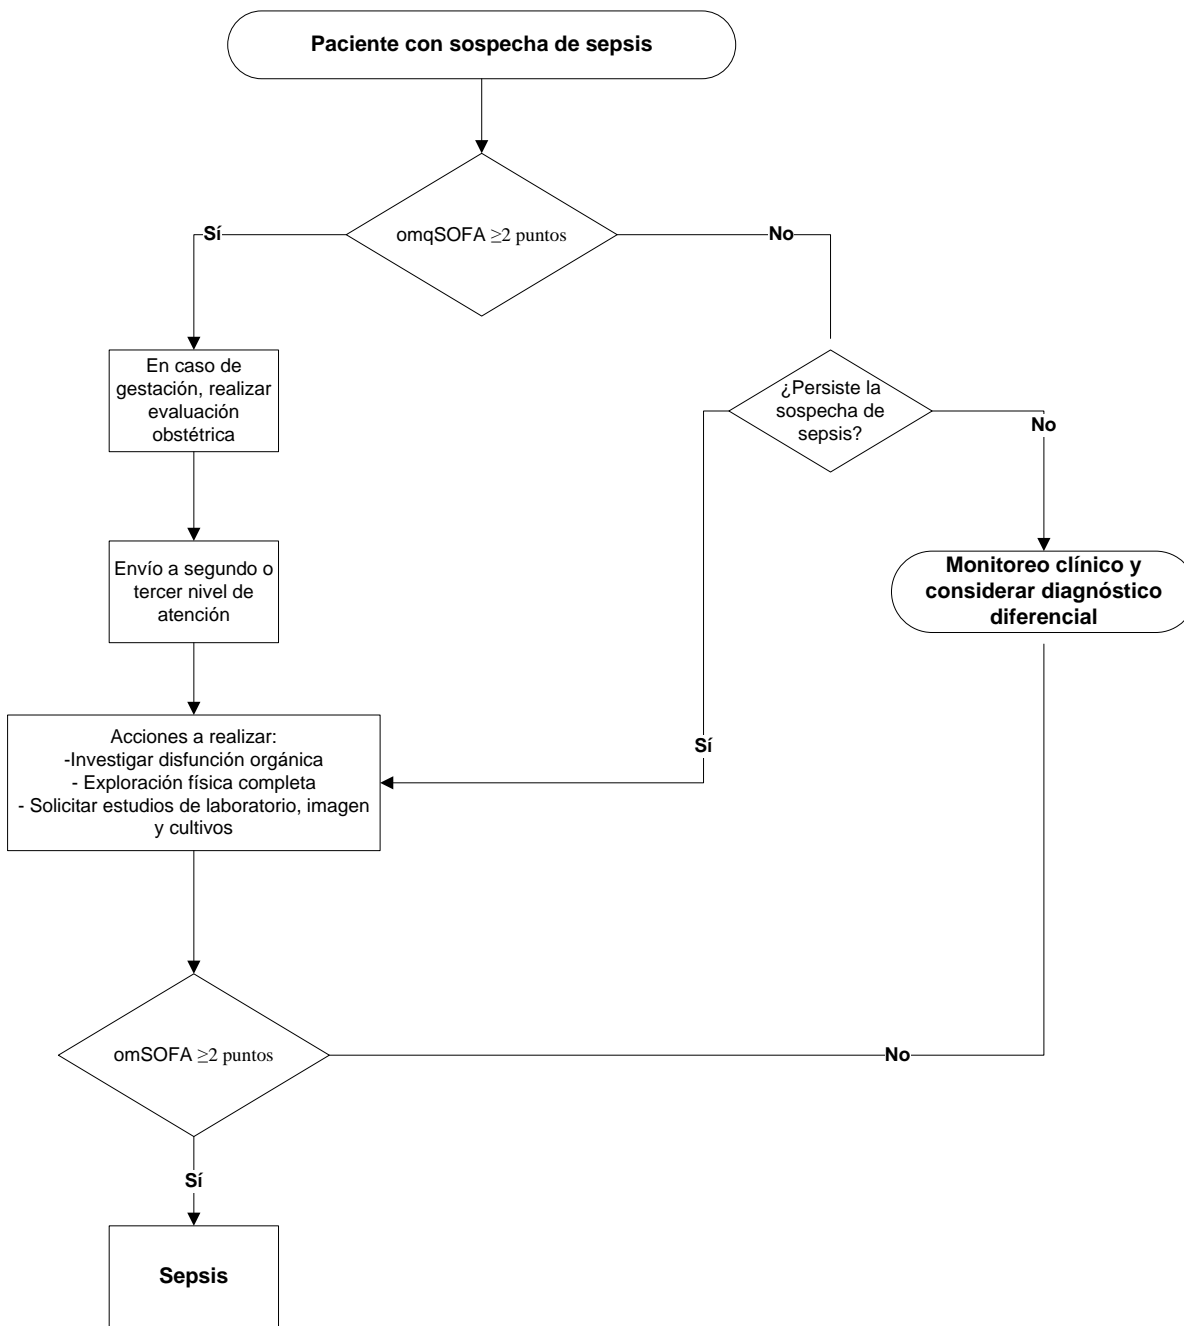 Paciente con sospecha de sepsis
omqSOFA ≥2 puntos
Sí
No
En caso de
gestación, realizar
evaluación
obstétrica
¿Persiste la
sospecha de
sepsis?
No
Envío a segundo o
tercer nivel de
atención
Monitoreo clínico y
considerar diagnóstico
diferencial
Sí
Acciones a realizar:
-Investigar disfunción orgánica
- Exploración física completa
- Solicitar estudios de laboratorio, imagen
y cultivos
omSOFA ≥2 puntos
No
Sí
Sepsis